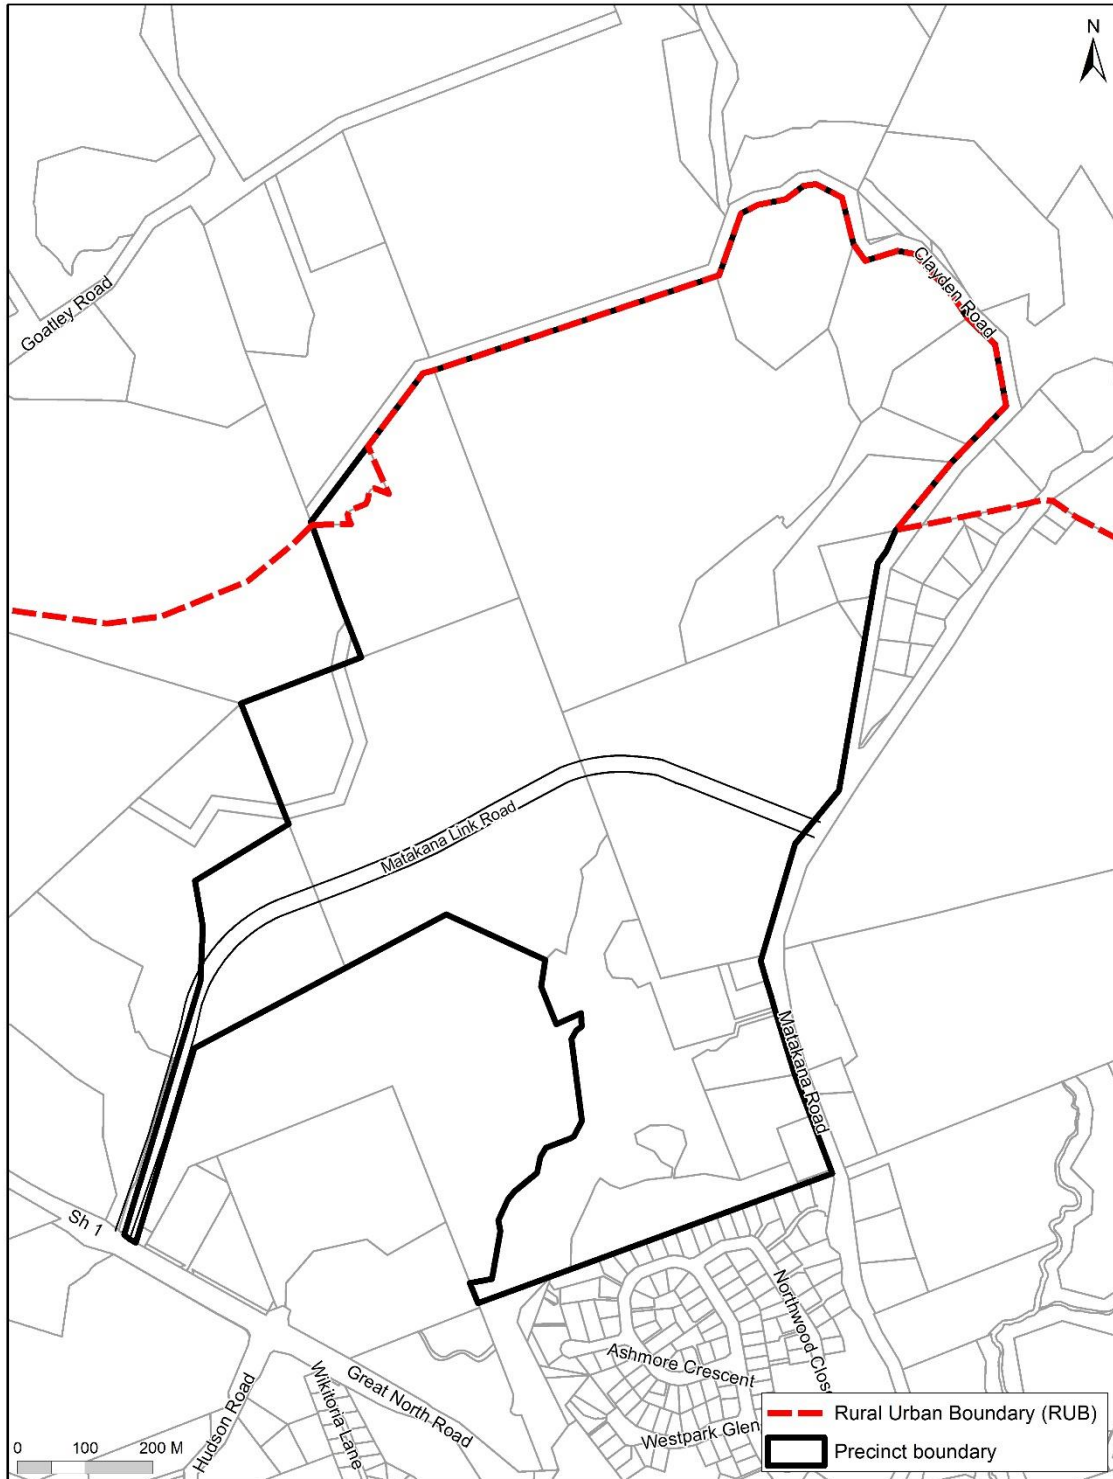 N
Goatley Road
Clayden Road
Matakana Link Road
Matakana Road
Sh 1
Northwood Clos
Ashmore Crescent
Great North Road
Wikitoria Lane
Hudson Road
Westpark Glen
0 100 200 M
Rural Urban Boundary (RUB)
Precinct boundary